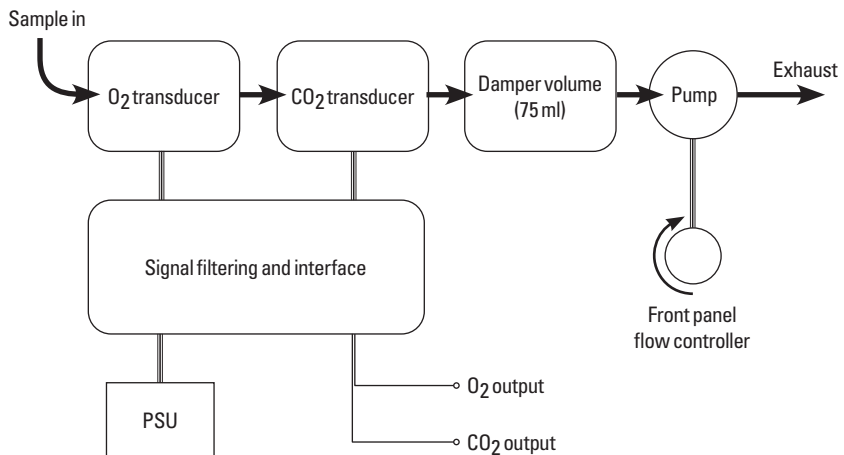 Sample in
O₂ transducer
CO₂ transducer
Damper volume
(75 ml)
Pump
Exhaust
Signal filtering and interface
Front panel
flow controller
PSU
O₂ output
CO₂ output